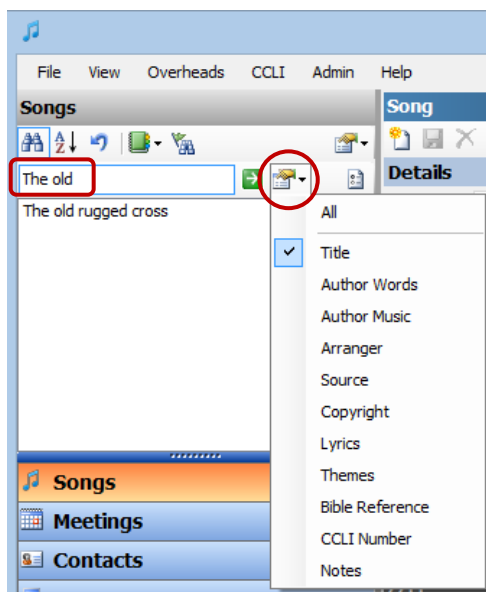 File View Overheads CCLI Admin Help
Songs
Song
The old
Details
The old rugged cross
All
Title
Author Words
Author Music
Arranger
Source
Copyright
Lyrics
Themes
Bible Reference
CCLI Number
Notes
Songs
Meetings
Contacts